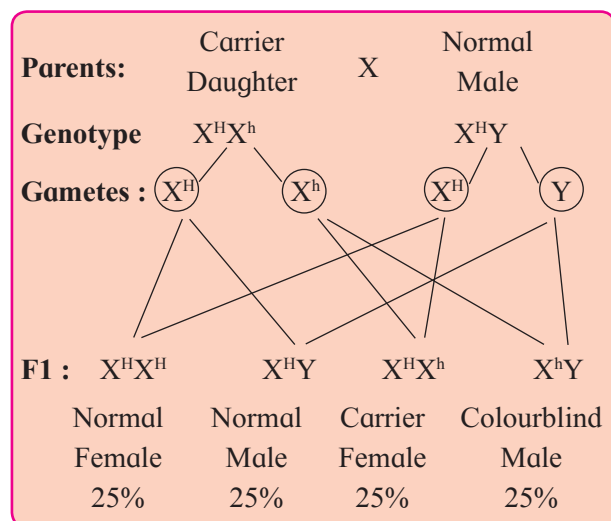 Carrier Normal
Parents: X
Daughter Male
Genotype XᴴXʰ XᴴY
Gametes : Xᴴ Xʰ Xᴴ Y
F1 : XᴴXᴴ XᴴY XᴴXʰ XʰY
Normal Normal Carrier Colourblind
Female Male Female Male
25% 25% 25% 25%